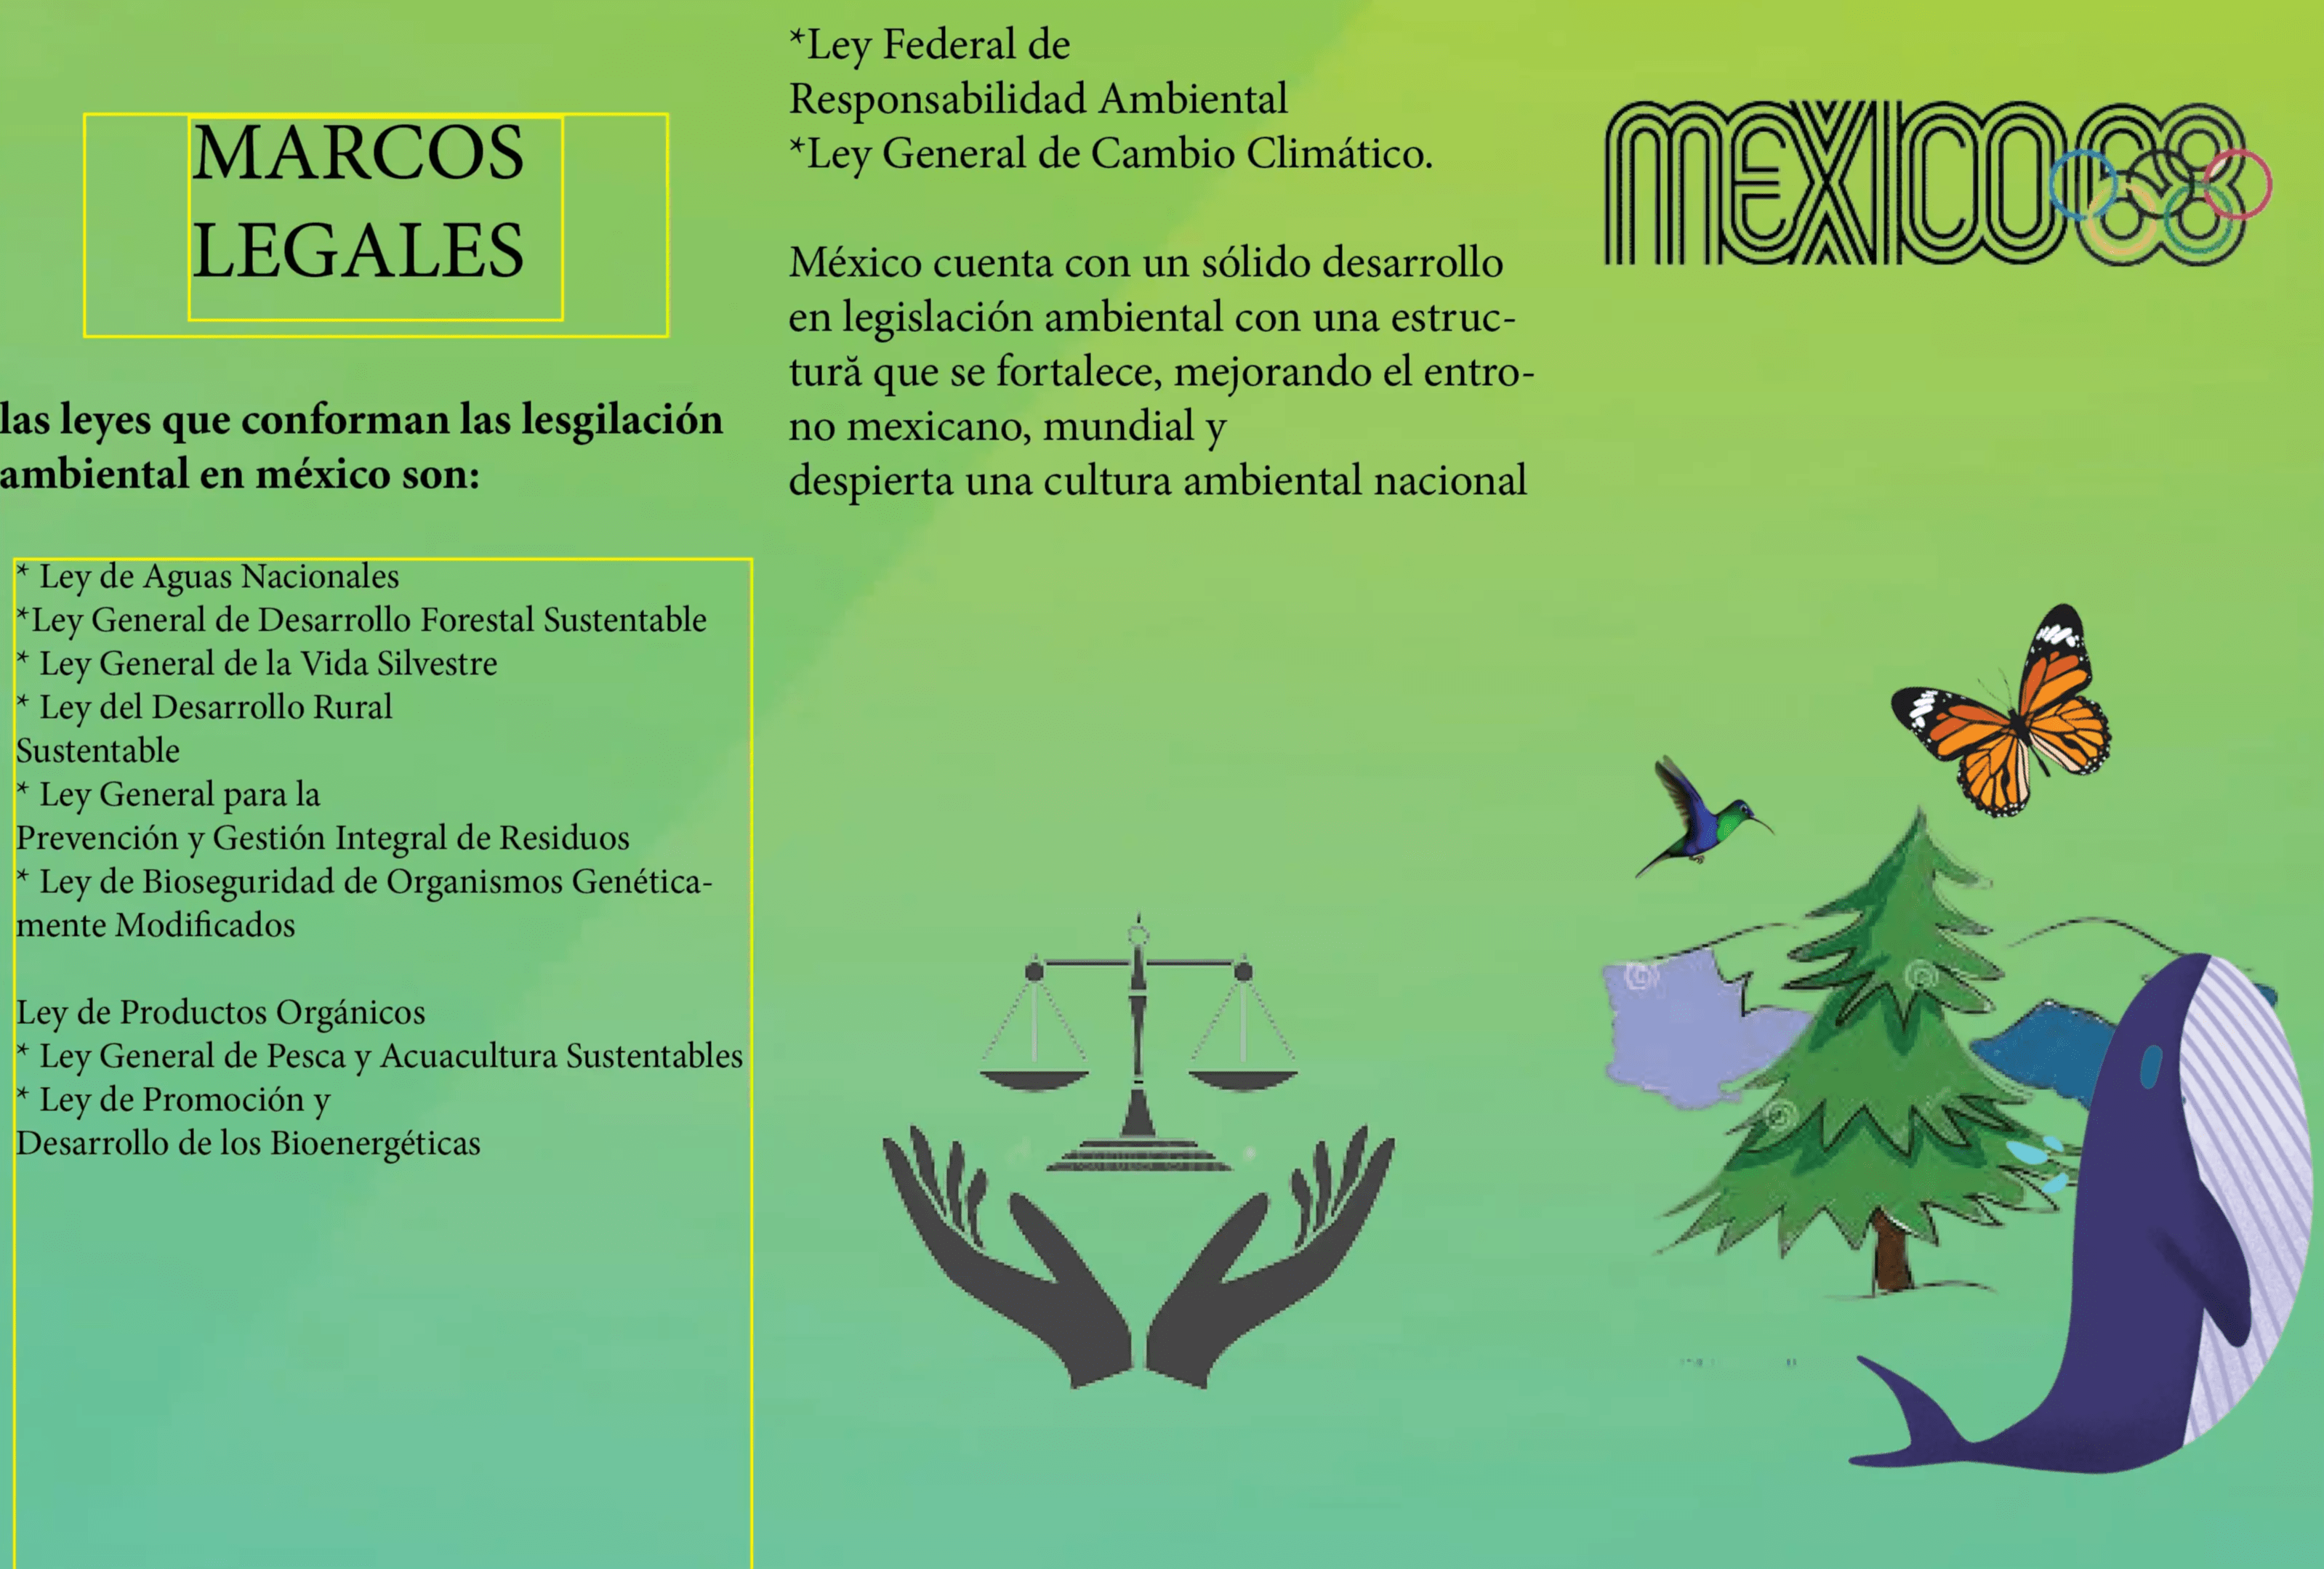 MARCOS
LEGALES
las leyes que conforman las lesgilación
ambiental en méxico son:
* Ley de Aguas Nacionales
*Ley General de Desarrollo Forestal Sustentable
* Ley General de la Vida Silvestre
* Ley del Desarrollo Rural
Sustentable
* Ley General para la
Prevención y Gestión Integral de Residuos
* Ley de Bioseguridad de Organismos Genética-
mente Modificados
Ley de Productos Orgánicos
* Ley General de Pesca y Acuacultura Sustentables
* Ley de Promoción y
Desarrollo de los Bioenergéticas
*Ley Federal de
Responsabilidad Ambiental
*Ley General de Cambio Climático.
México cuenta con un sólido desarrollo
en legislación ambiental con una estruc-
tură que se fortalece, mejorando el entro-
no mexicano, mundial y
despierta una cultura ambiental nacional
MEXICO68